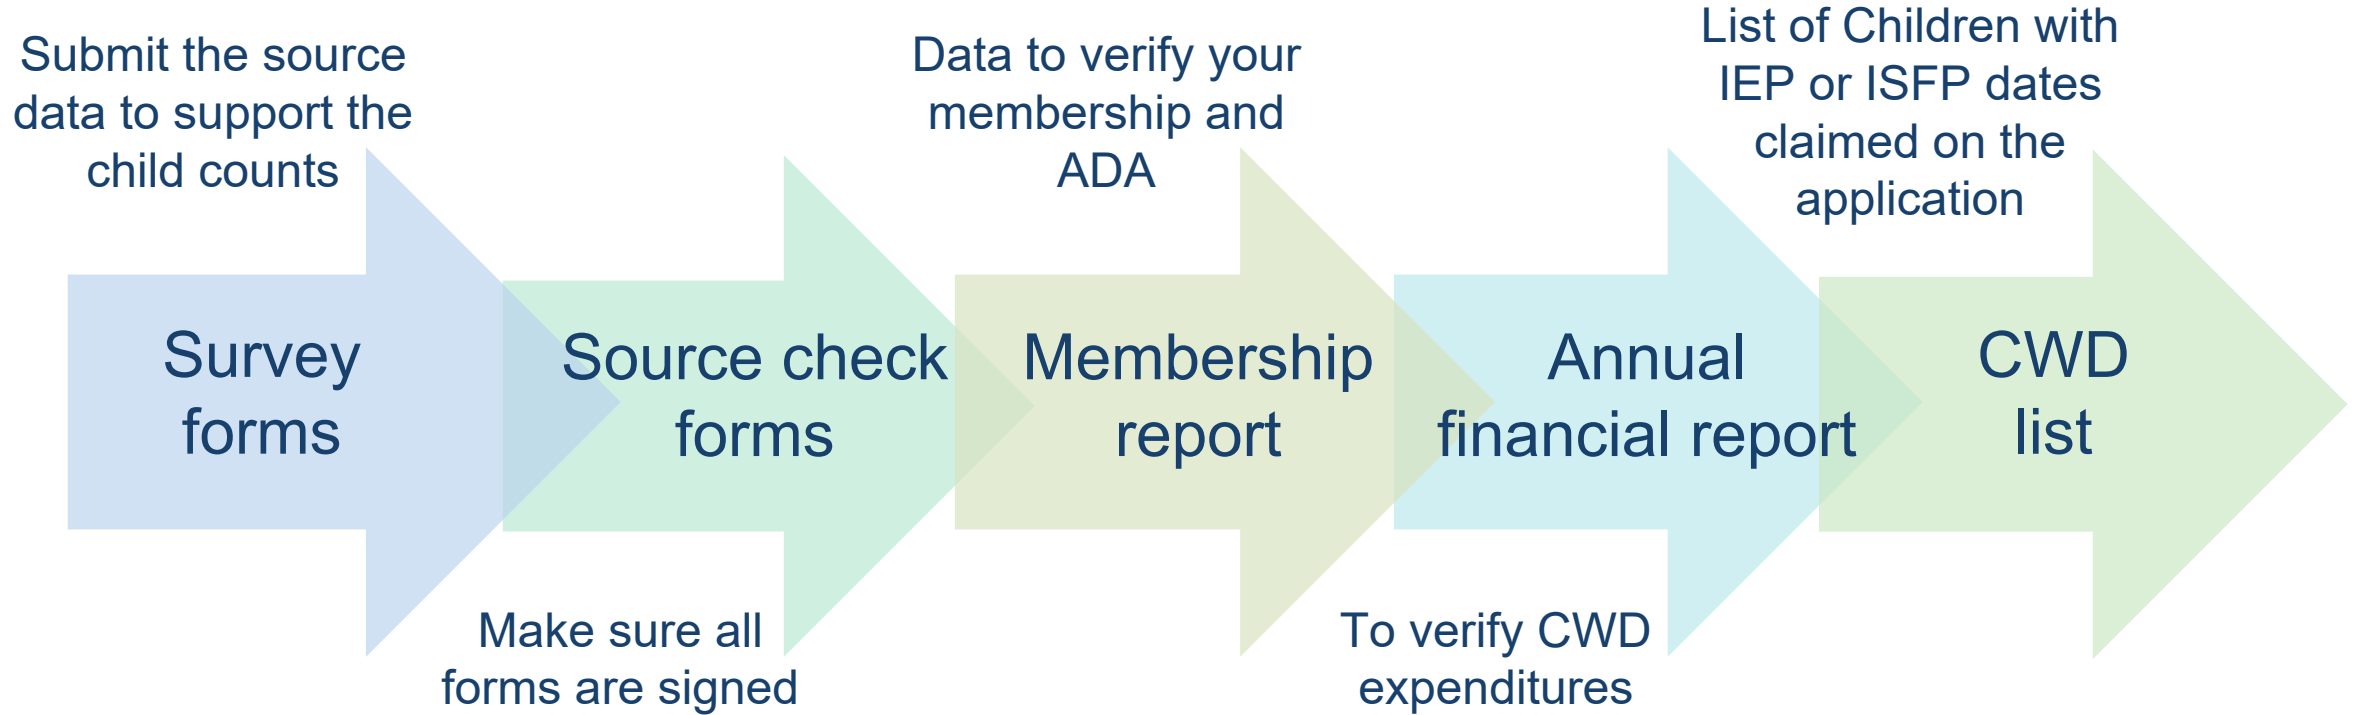 Submit the source
data to support the
child counts
Survey
forms
Source check
forms
Make sure all
forms are signed
Data to verify your
membership and
ADA
Membership
report
Annual
financial report
To verify CWD
expenditures
List of Children with
IEP or ISFP dates
claimed on the
application
CWD
list